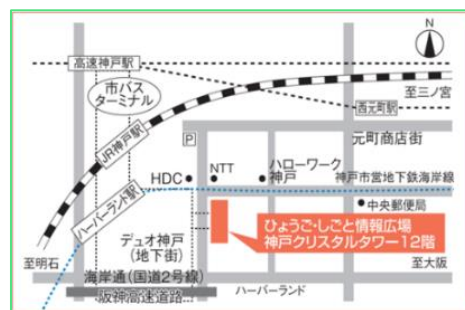 N
高速神戸駅
市バス
ターミナル
至三ノ宮
西元町駅
元町商店街
P
JR神戸駅
HDC
NTT
ハローワーク
神戸
神戸市営地下鉄海岸線
ハーバーランド駅
中央郵便局
ひょうご・しごと情報広場
神戸クリスタルタワー12階
デュオ神戸
(地下街)
至明石
至大阪
海岸通(国道2号線)
ハーバーランド
阪神高速道路